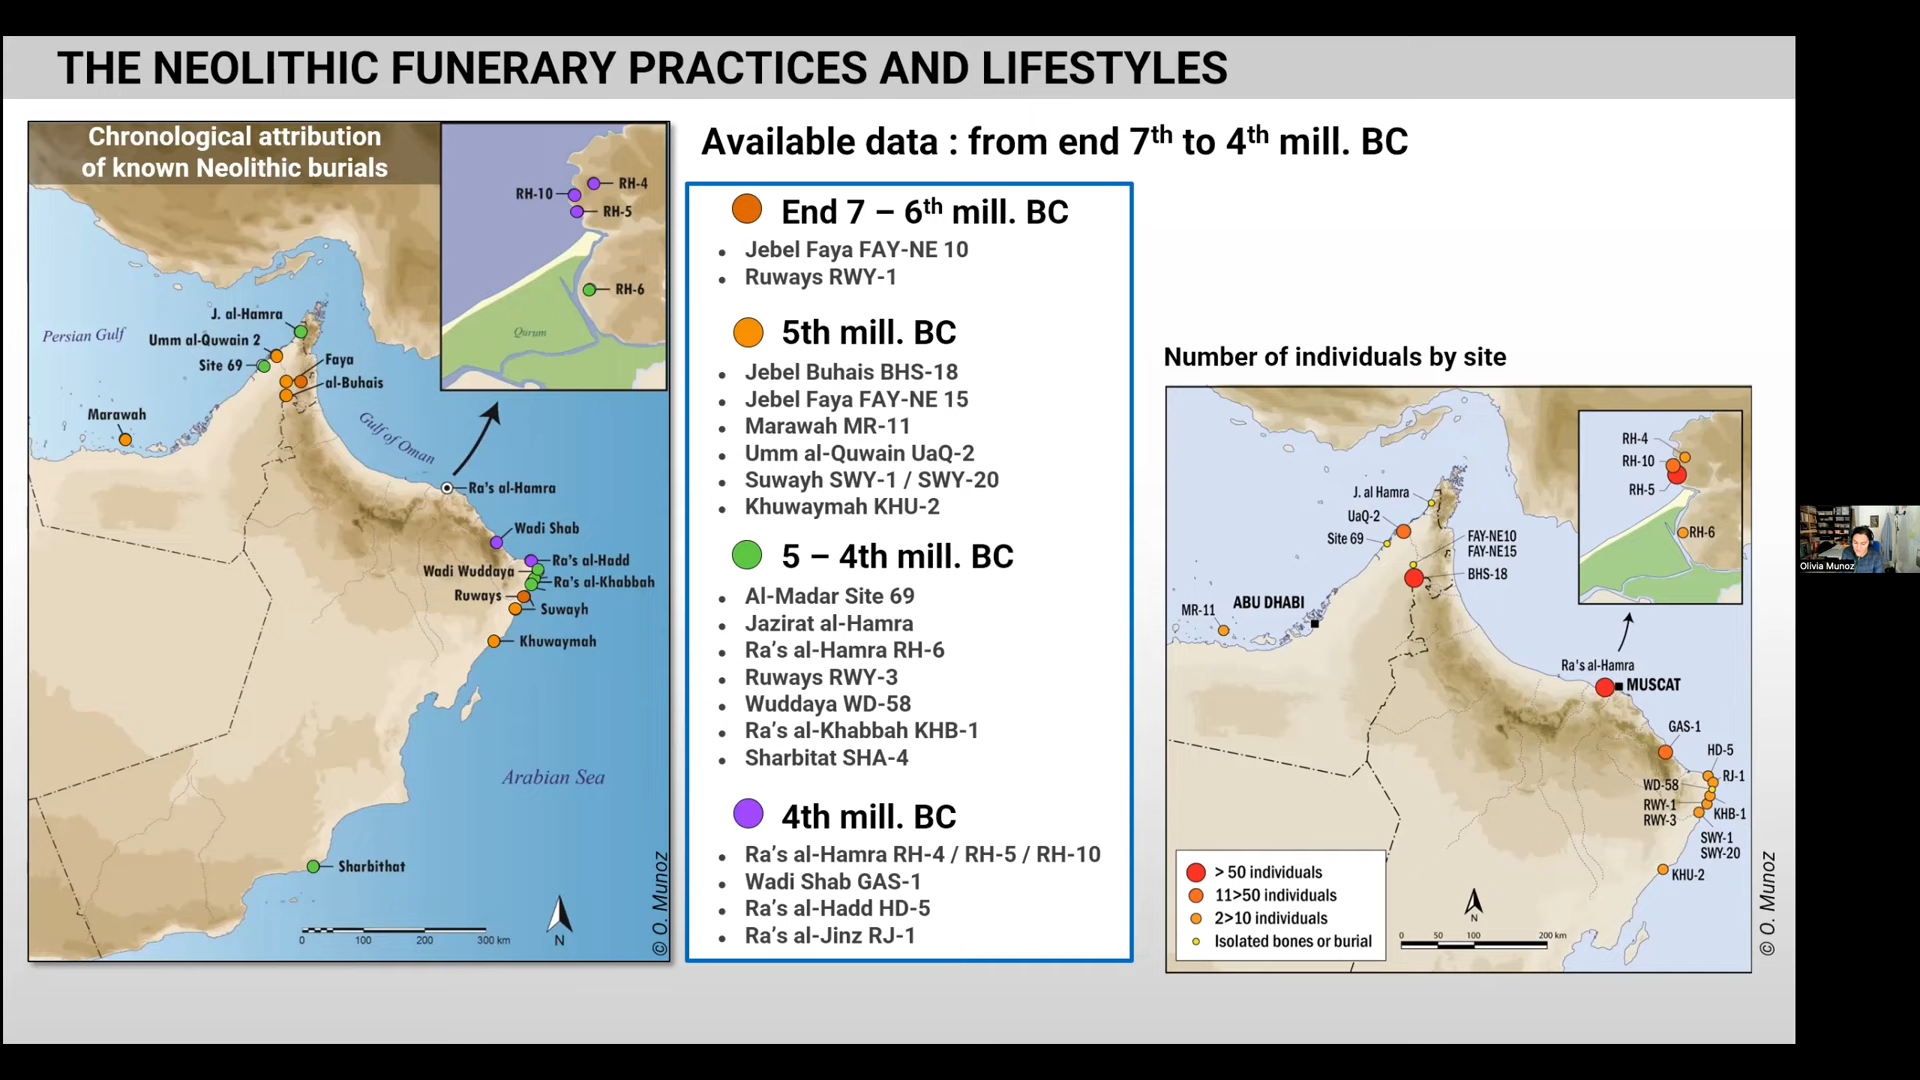 THE NEOLITHIC FUNERARY PRACTICES AND LIFESTYLES
Chronological attribution
of known Neolithic burials
RH-10
RH-4
RH-5
RH-6
Qurum
J. al-Hamra
Persian Gulf
Umm al-Quwain 2
Site 69
Faya
al-Buhais
Marawah
Gulf of Oman
Ra's al-Hamra
Wadi Shab
Ra's al-Hadd
Wadi Wuddaya
Ra's al-Khabbah
Ruways
Suwayh
Khuwaymah
Arabian Sea
Sharbithat
0 100 200 300 km
N
© O. Munoz
Available data : from end 7th to 4th mill. BC
End 7 – 6th mill. BC
• Jebel Faya FAY-NE 10
• Ruways RWY-1
5th mill. BC
• Jebel Buhais BHS-18
• Jebel Faya FAY-NE 15
• Marawah MR-11
• Umm al-Quwain UaQ-2
• Suwayh SWY-1 / SWY-20
• Khuwaymah KHU-2
5 – 4th mill. BC
• Al-Madar Site 69
• Jazirat al-Hamra
• Ra's al-Hamra RH-6
• Ruways RWY-3
• Wuddaya WD-58
• Ra's al-Khabbah KHB-1
• Sharbitat SHA-4
4th mill. BC
• Ra's al-Hamra RH-4 / RH-5 / RH-10
• Wadi Shab GAS-1
• Ra's al-Hadd HD-5
• Ra's al-Jinz RJ-1
Number of individuals by site
RH-4
RH-10
RH-5
RH-6
J. al Hamra
UaQ-2
Site 69
FAY-NE10
FAY-NE15
BHS-18
MR-11
ABU DHABI
Ra's al-Hamra
MUSCAT
GAS-1
HD-5
RJ-1
WD-58
RWY-1
RWY-3
KHB-1
SWY-1
SWY-20
KHU-2
> 50 individuals
11>50 individuals
2>10 individuals
Isolated bones or burial
N
0 50 100 200 km
© O. Munoz
Olivia Munoz